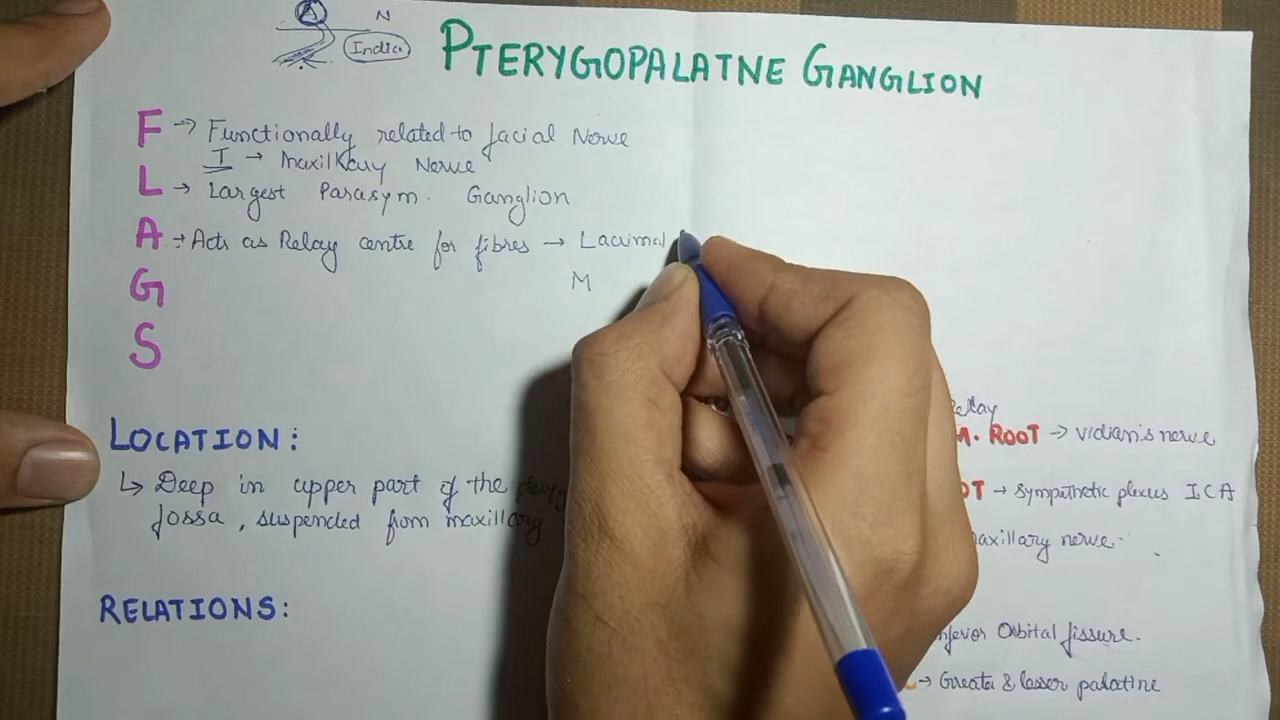 A N
India
PTERYGOPALATNE GANGLION
F → Functionally related to facial Nerve
I → Maxillary Nerve
L → Largest Parasym. Ganglion
A → Acts as Relay centre for fibres → Lacrimal
M
G
S
Relay
M. ROOT → vidian's nerve
LOCATION:
↳ Deep in upper part of the
fossa, suspended from maxillary
OT → sympathetic plexus ICA
maxillary nerve.
RELATIONS:
nferior Orbital fissure.
→ Greater & lesser palatine